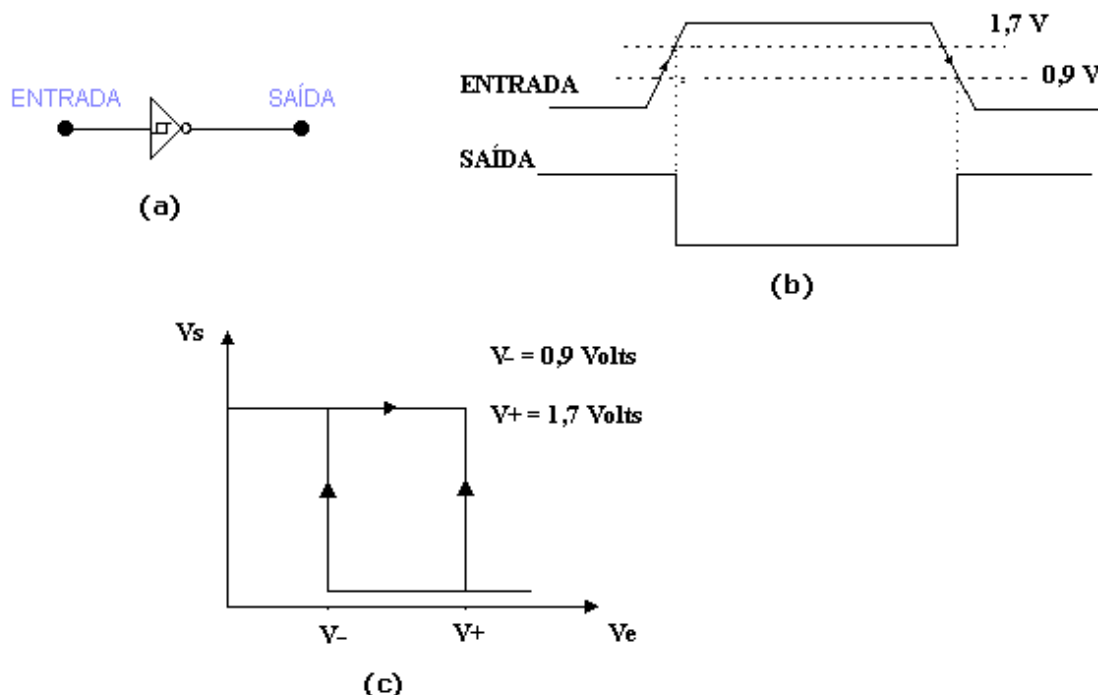 ENTRADA
SAÍDA
(a)
1,7 V
0,9 V
ENTRADA
SAÍDA
(b)
Vs
V- = 0,9 Volts
V+ = 1,7 Volts
V-
V+
Ve
(c)